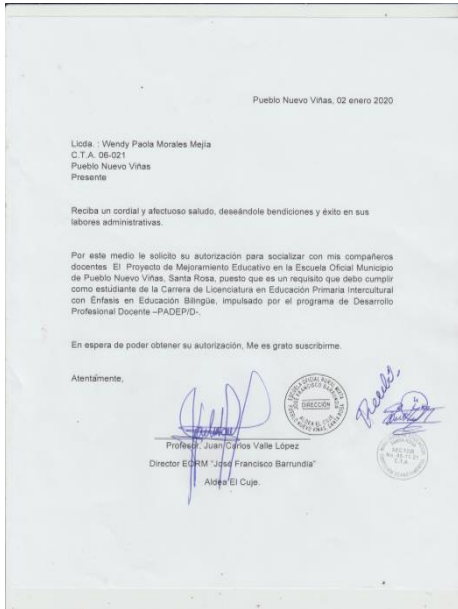 Pueblo Nuevo Viñas, 02 enero 2020
Licda. : Wendy Paola Morales Mejía
C.T.A. 06-021
Pueblo Nuevo Viñas
Presente
Reciba un cordial y afectuoso saludo, deseándole bendiciones y éxito en sus
labores administrativas.
Por este medio le solicito su autorización para socializar con mis compañeros
docentes El Proyecto de Mejoramiento Educativo en la Escuela Oficial Municipio
de Pueblo Nuevo Viñas, Santa Rosa, puesto que es un requisito que debo cumplir
como estudiante de la Carrera de Licenciatura en Educación Primaria Intercultural
con Énfasis en Educación Bilingüe, impulsado por el programa de Desarrollo
Profesional Docente –PADEP/D-.
En espera de poder obtener su autorización, Me es grato suscribirme.
Atentamente,
DIRECCIÓN
Profesor, Juan Carlos Valle López
Director EORM "José Francisco Barrundia"
Aldea El Cuje.
SECTOR
C.T.A.